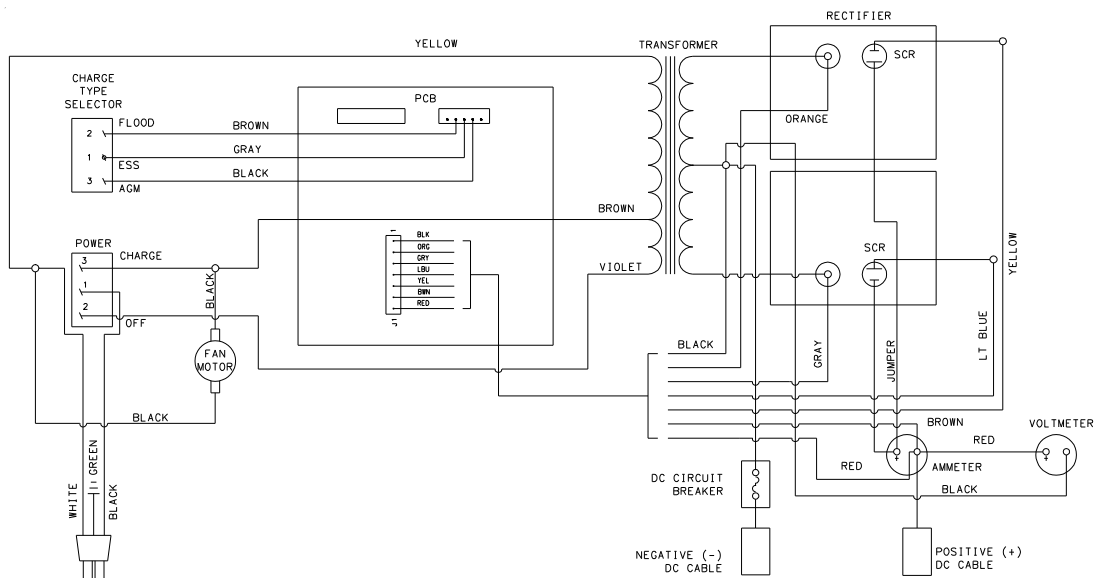 RECTIFIER
YELLOW
TRANSFORMER
SCR
CHARGE
TYPE
SELECTOR
PCB
FLOOD
2
BROWN
ORANGE
GRAY
1
ESS
BLACK
3
AGM
BROWN
POWER
1
BLK
ORG
GRY
LBU
YEL
BWN
RED
J1
CHARGE
3
1
2
OFF
BLACK
VIOLET
SCR
YELLOW
FAN
MOTOR
BLACK
GRAY
JUMPER
LT BLUE
BLACK
BROWN
VOLTMETER
RED
+
+
AMMETER
RED
BLACK
GREEN
WHITE
BLACK
DC CIRCUIT
BREAKER
NEGATIVE (-)
DC CABLE
POSITIVE (+)
DC CABLE